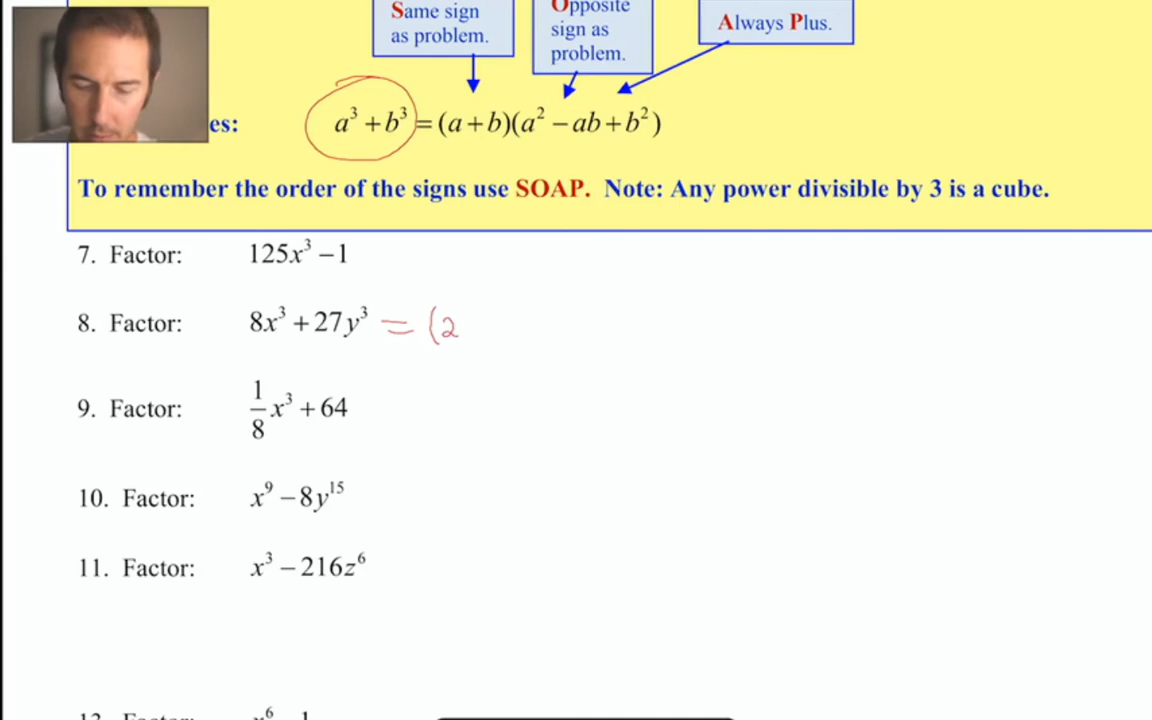 Same sign
as problem.
Opposite
sign as
problem.
Always Plus.
es: a³ + b³ = (a + b)(a² − ab + b²)
To remember the order of the signs use SOAP. Note: Any power divisible by 3 is a cube.
7. Factor: 125x³ − 1
8. Factor: 8x³ + 27y³ = (2
9. Factor: 1/8 x³ + 64
10. Factor: x⁹ − 8y¹⁵
11. Factor: x³ − 216z⁶